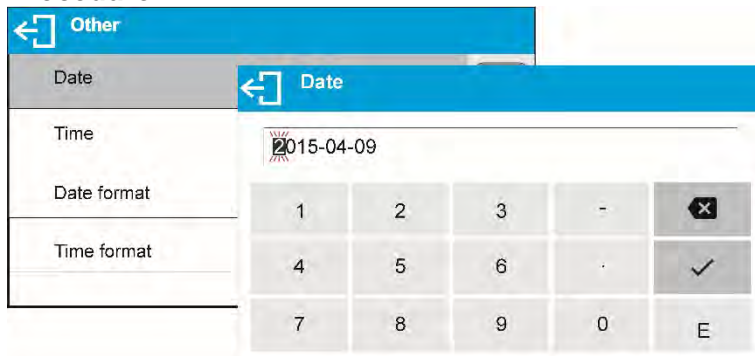 Other
Date
Time
Date format
Time format
Date
2015-04-09
1 2 3 -
4 5 6 .
7 8 9 0 E